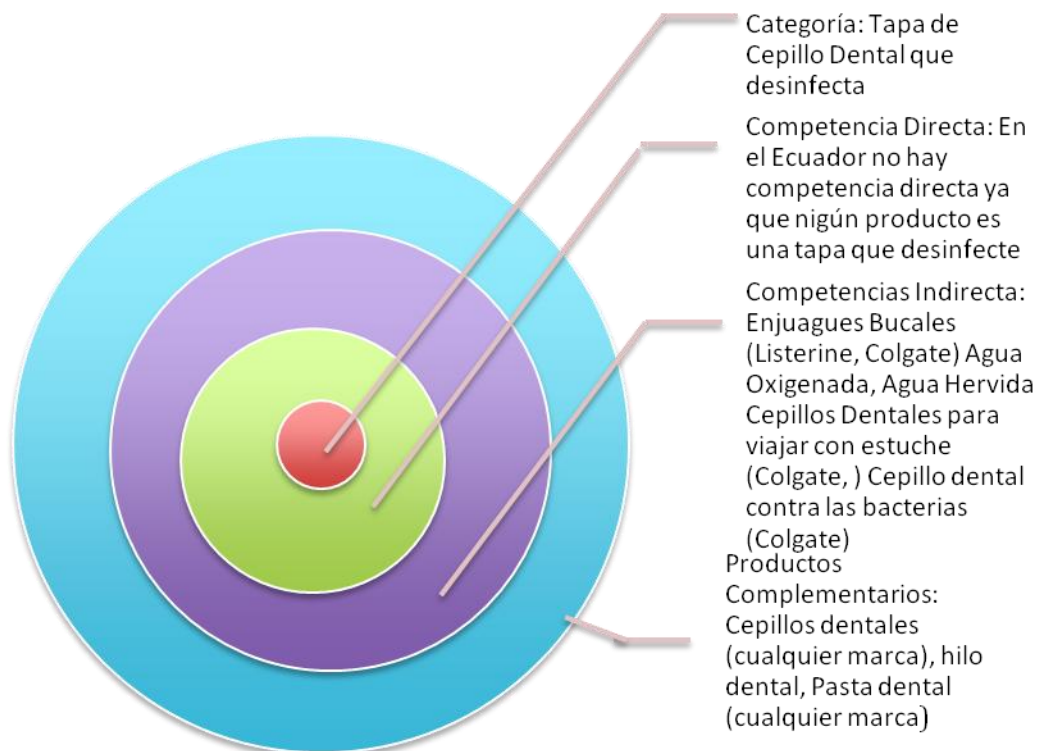 Categoría: Tapa de
Cepillo Dental que
desinfecta
Competencia Directa: En
el Ecuador no hay
competencia directa ya
que nigún producto es
una tapa que desinfecte
Competencias Indirecta:
Enjuagues Bucales
(Listerine, Colgate) Agua
Oxigenada, Agua Hervida
Cepillos Dentales para
viajar con estuche
(Colgate, ) Cepillo dental
contra las bacterias
(Colgate)
Productos
Complementarios:
Cepillos dentales
(cualquier marca), hilo
dental, Pasta dental
(cualquier marca)